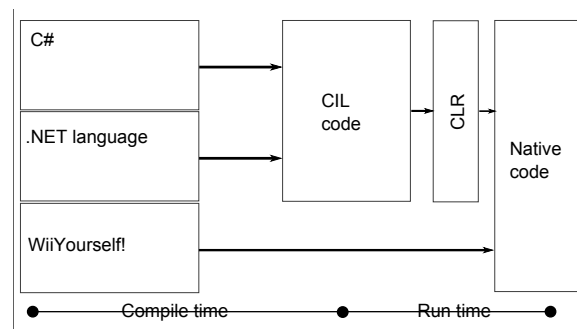 C#
.NET language
WiiYourself!
CIL
code
CLR
Native
code
Compile time
Run time